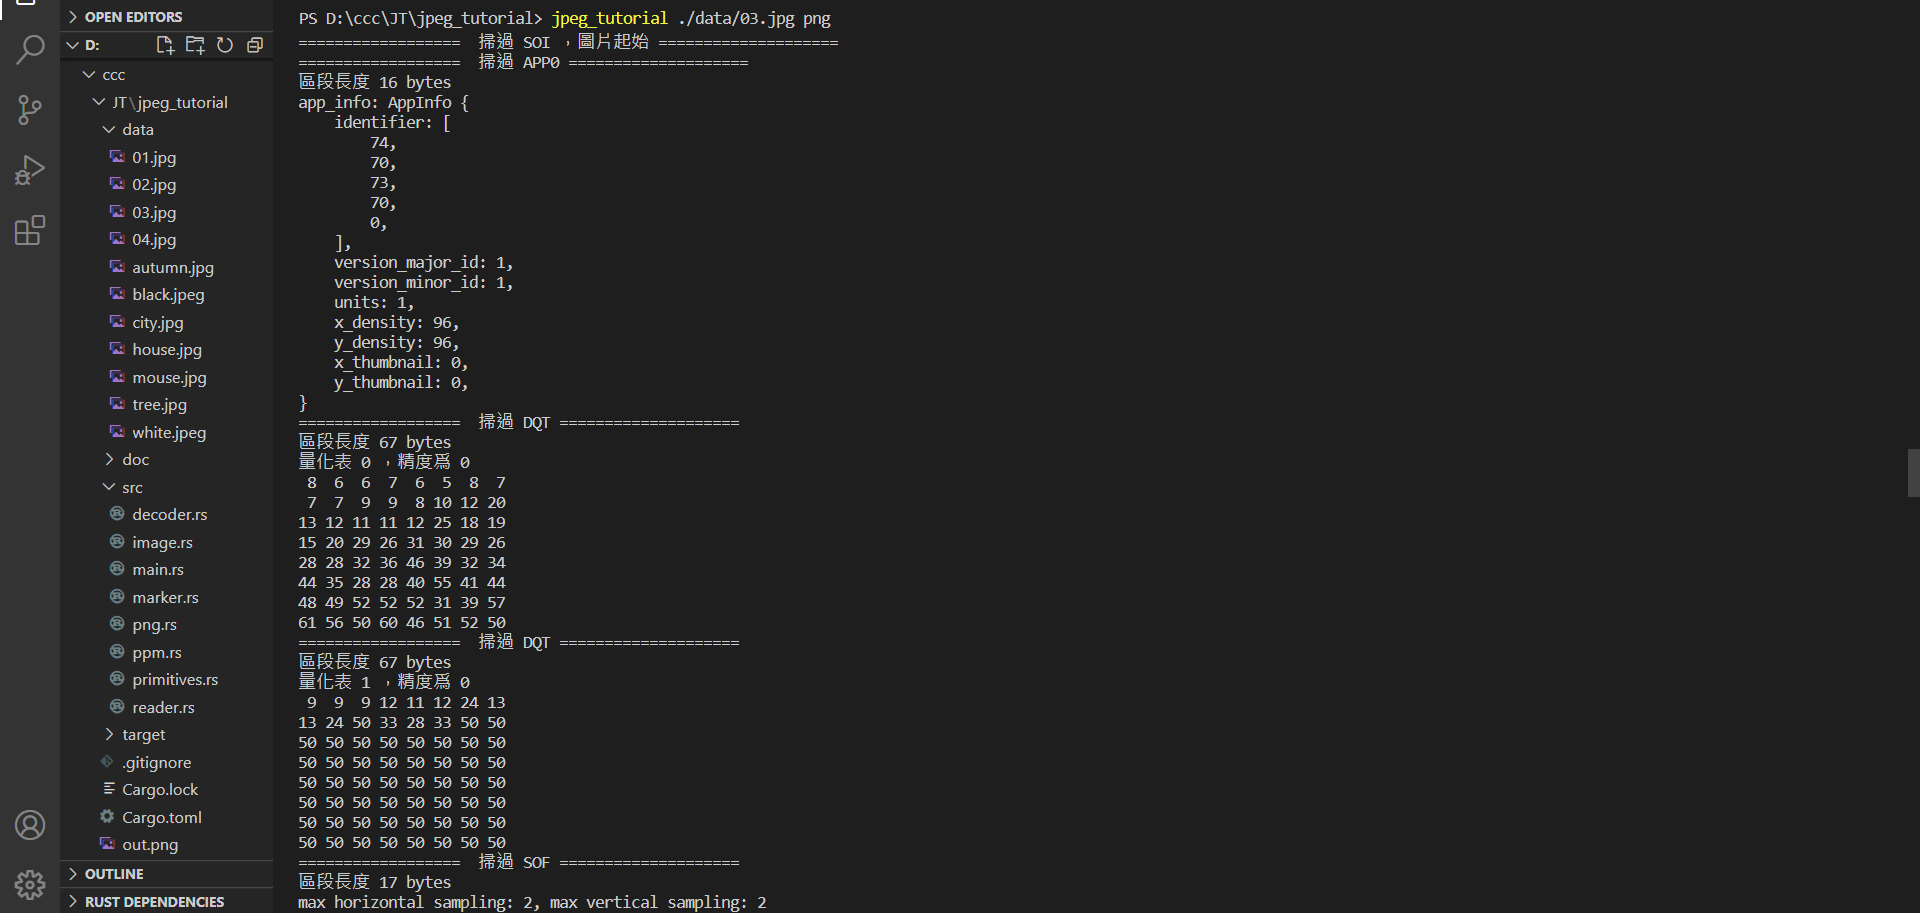 OPEN EDITORS
D:
ccc
JT\jpeg_tutorial
data
01.jpg
02.jpg
03.jpg
04.jpg
autumn.jpg
black.jpeg
city.jpg
house.jpg
mouse.jpg
tree.jpg
white.jpeg
doc
src
decoder.rs
image.rs
main.rs
marker.rs
png.rs
ppm.rs
primitives.rs
reader.rs
target
.gitignore
Cargo.lock
Cargo.toml
out.png
OUTLINE
RUST DEPENDENCIES
PS D:\ccc\JT\jpeg_tutorial> jpeg_tutorial ./data/03.jpg png
================== 掃過 SOI ，圖片起始 ====================
================== 掃過 APP0 ====================
區段長度 16 bytes
app_info: AppInfo {
    identifier: [
        74,
        70,
        73,
        70,
        0,
    ],
    version_major_id: 1,
    version_minor_id: 1,
    units: 1,
    x_density: 96,
    y_density: 96,
    x_thumbnail: 0,
    y_thumbnail: 0,
}
================== 掃過 DQT ====================
區段長度 67 bytes
量化表 0 ，精度爲 0
 8  6  6  7  6  5  8  7
 7  7  9  9  8 10 12 20
13 12 11 11 12 25 18 19
15 20 29 26 31 30 29 26
28 28 32 36 46 39 32 34
44 35 28 28 40 55 41 44
48 49 52 52 52 31 39 57
61 56 50 60 46 51 52 50
================== 掃過 DQT ====================
區段長度 67 bytes
量化表 1 ，精度爲 0
 9  9  9 12 11 12 24 13
13 24 50 33 28 33 50 50
50 50 50 50 50 50 50 50
50 50 50 50 50 50 50 50
50 50 50 50 50 50 50 50
50 50 50 50 50 50 50 50
50 50 50 50 50 50 50 50
50 50 50 50 50 50 50 50
================== 掃過 SOF ====================
區段長度 17 bytes
max horizontal sampling: 2, max vertical sampling: 2